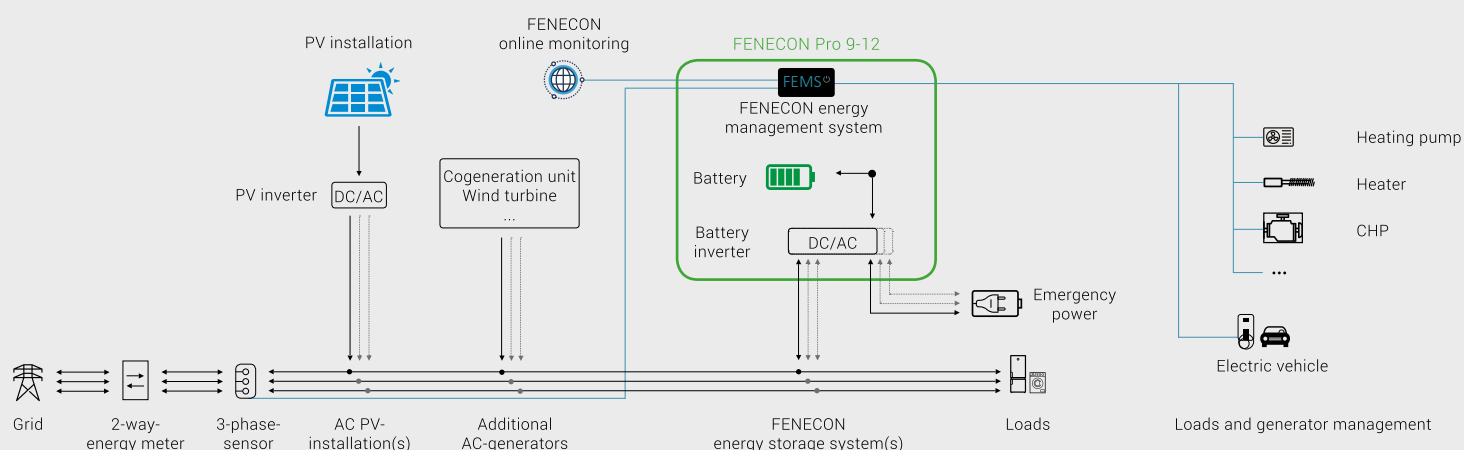 PV installation
FENECON
online monitoring
FENECON Pro 9-12
FEMS
FENECON energy
management system
Cogeneration unit
Wind turbine
...
PV inverter
DC/AC
Battery
Battery
inverter
DC/AC
Emergency
power
Heating pump
Heater
CHP
...
Electric vehicle
Grid
2-way-
energy meter
3-phase-
sensor
AC PV-
installation(s)
Additional
AC-generators
FENECON
energy storage system(s)
Loads
Loads and generator management